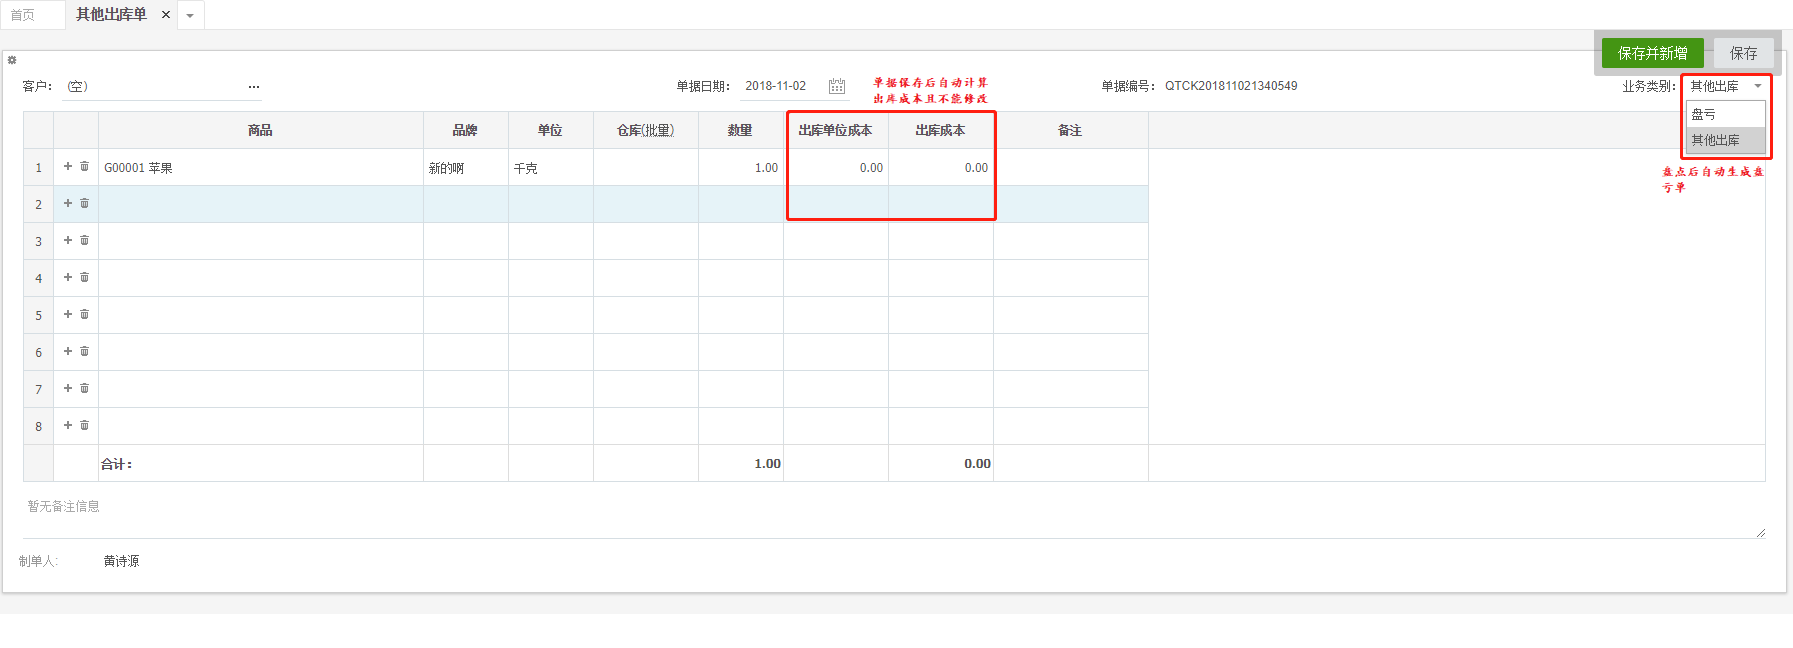 首页 其他出库单 ×
保存并新增 保存
客户： (空) ... 单据日期： 2018-11-02 单据编号： QTCK201811021340549 业务类别： 其他出库
单据保存后自动计算
出库成本且不能修改
盘亏
其他出库
盘点后自动生成盘
亏单
商品 品牌 单位 仓库(批量) 数量 出库单位成本 出库成本 备注
1 G00001 苹果 新的啊 千克 1.00 0.00 0.00
2
3
4
5
6
7
8
合计： 1.00 0.00
暂无备注信息
制单人: 黄诗源